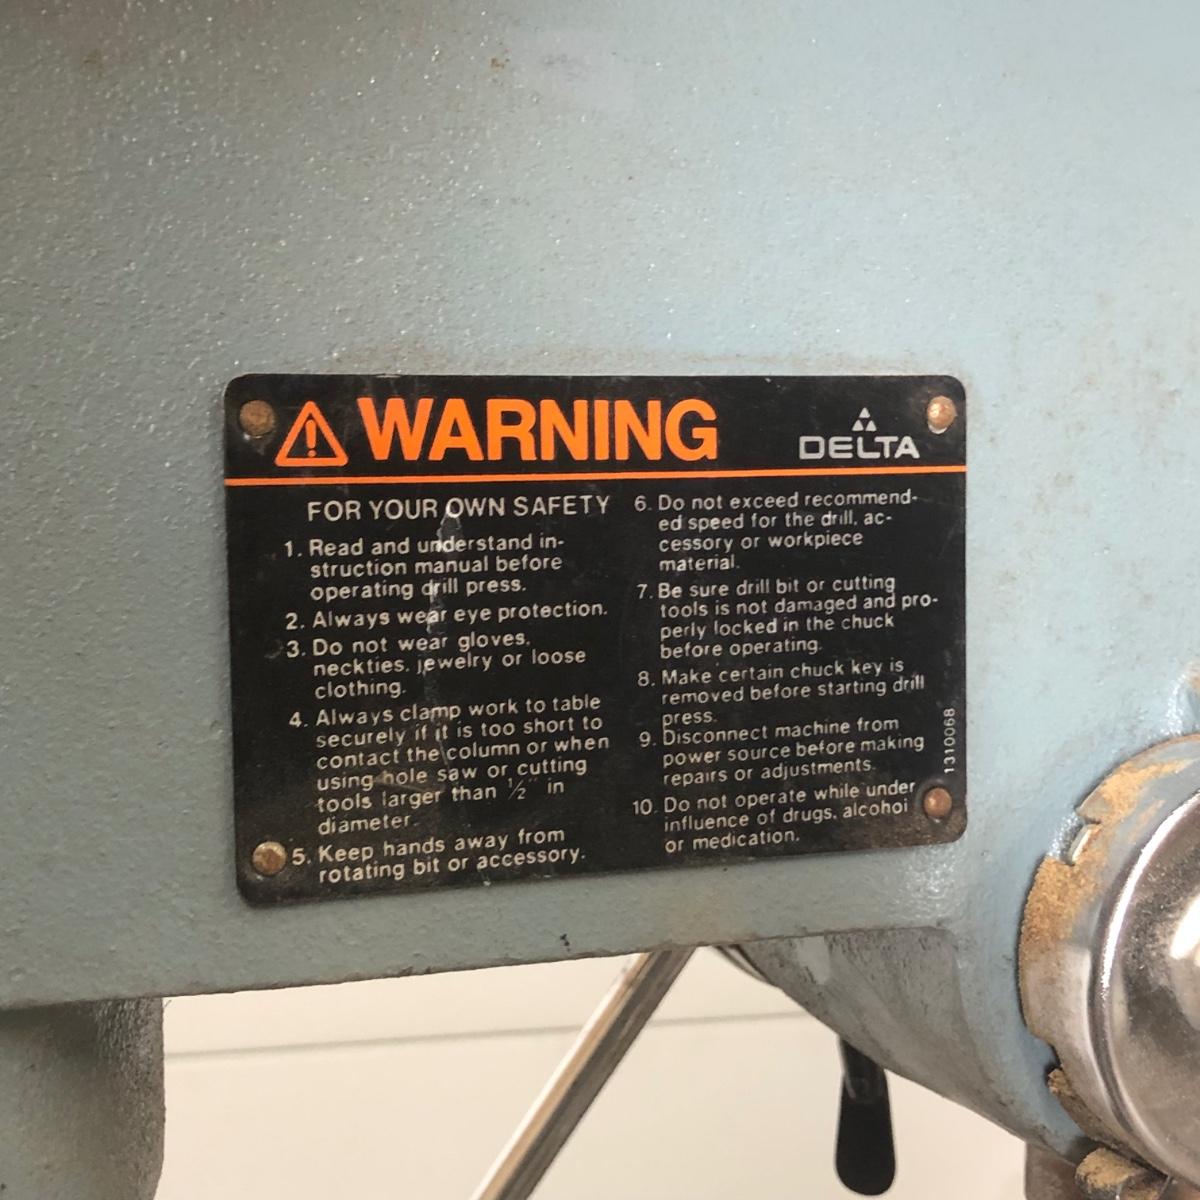 WARNING
DELTA
FOR YOUR OWN SAFETY
1. Read and understand in-
struction manual before
operating drill press.
2. Always wear eye protection.
3. Do not wear gloves,
neckties, jewelry or loose
clothing.
4. Always clamp work to table
securely if it is too short to
contact the column or when
using hole saw or cutting
tools larger than ½" in
diameter.
5. Keep hands away from
rotating bit or accessory.
6. Do not exceed recommend-
ed speed for the drill, ac-
cessory or workpiece
material.
7. Be sure drill bit or cutting
tools is not damaged and pro-
perly locked in the chuck
before operating.
8. Make certain chuck key is
removed before starting drill
press.
9. Disconnect machine from
power source before making
repairs or adjustments.
10. Do not operate while under
influence of drugs, alcohol
or medication.
1310068